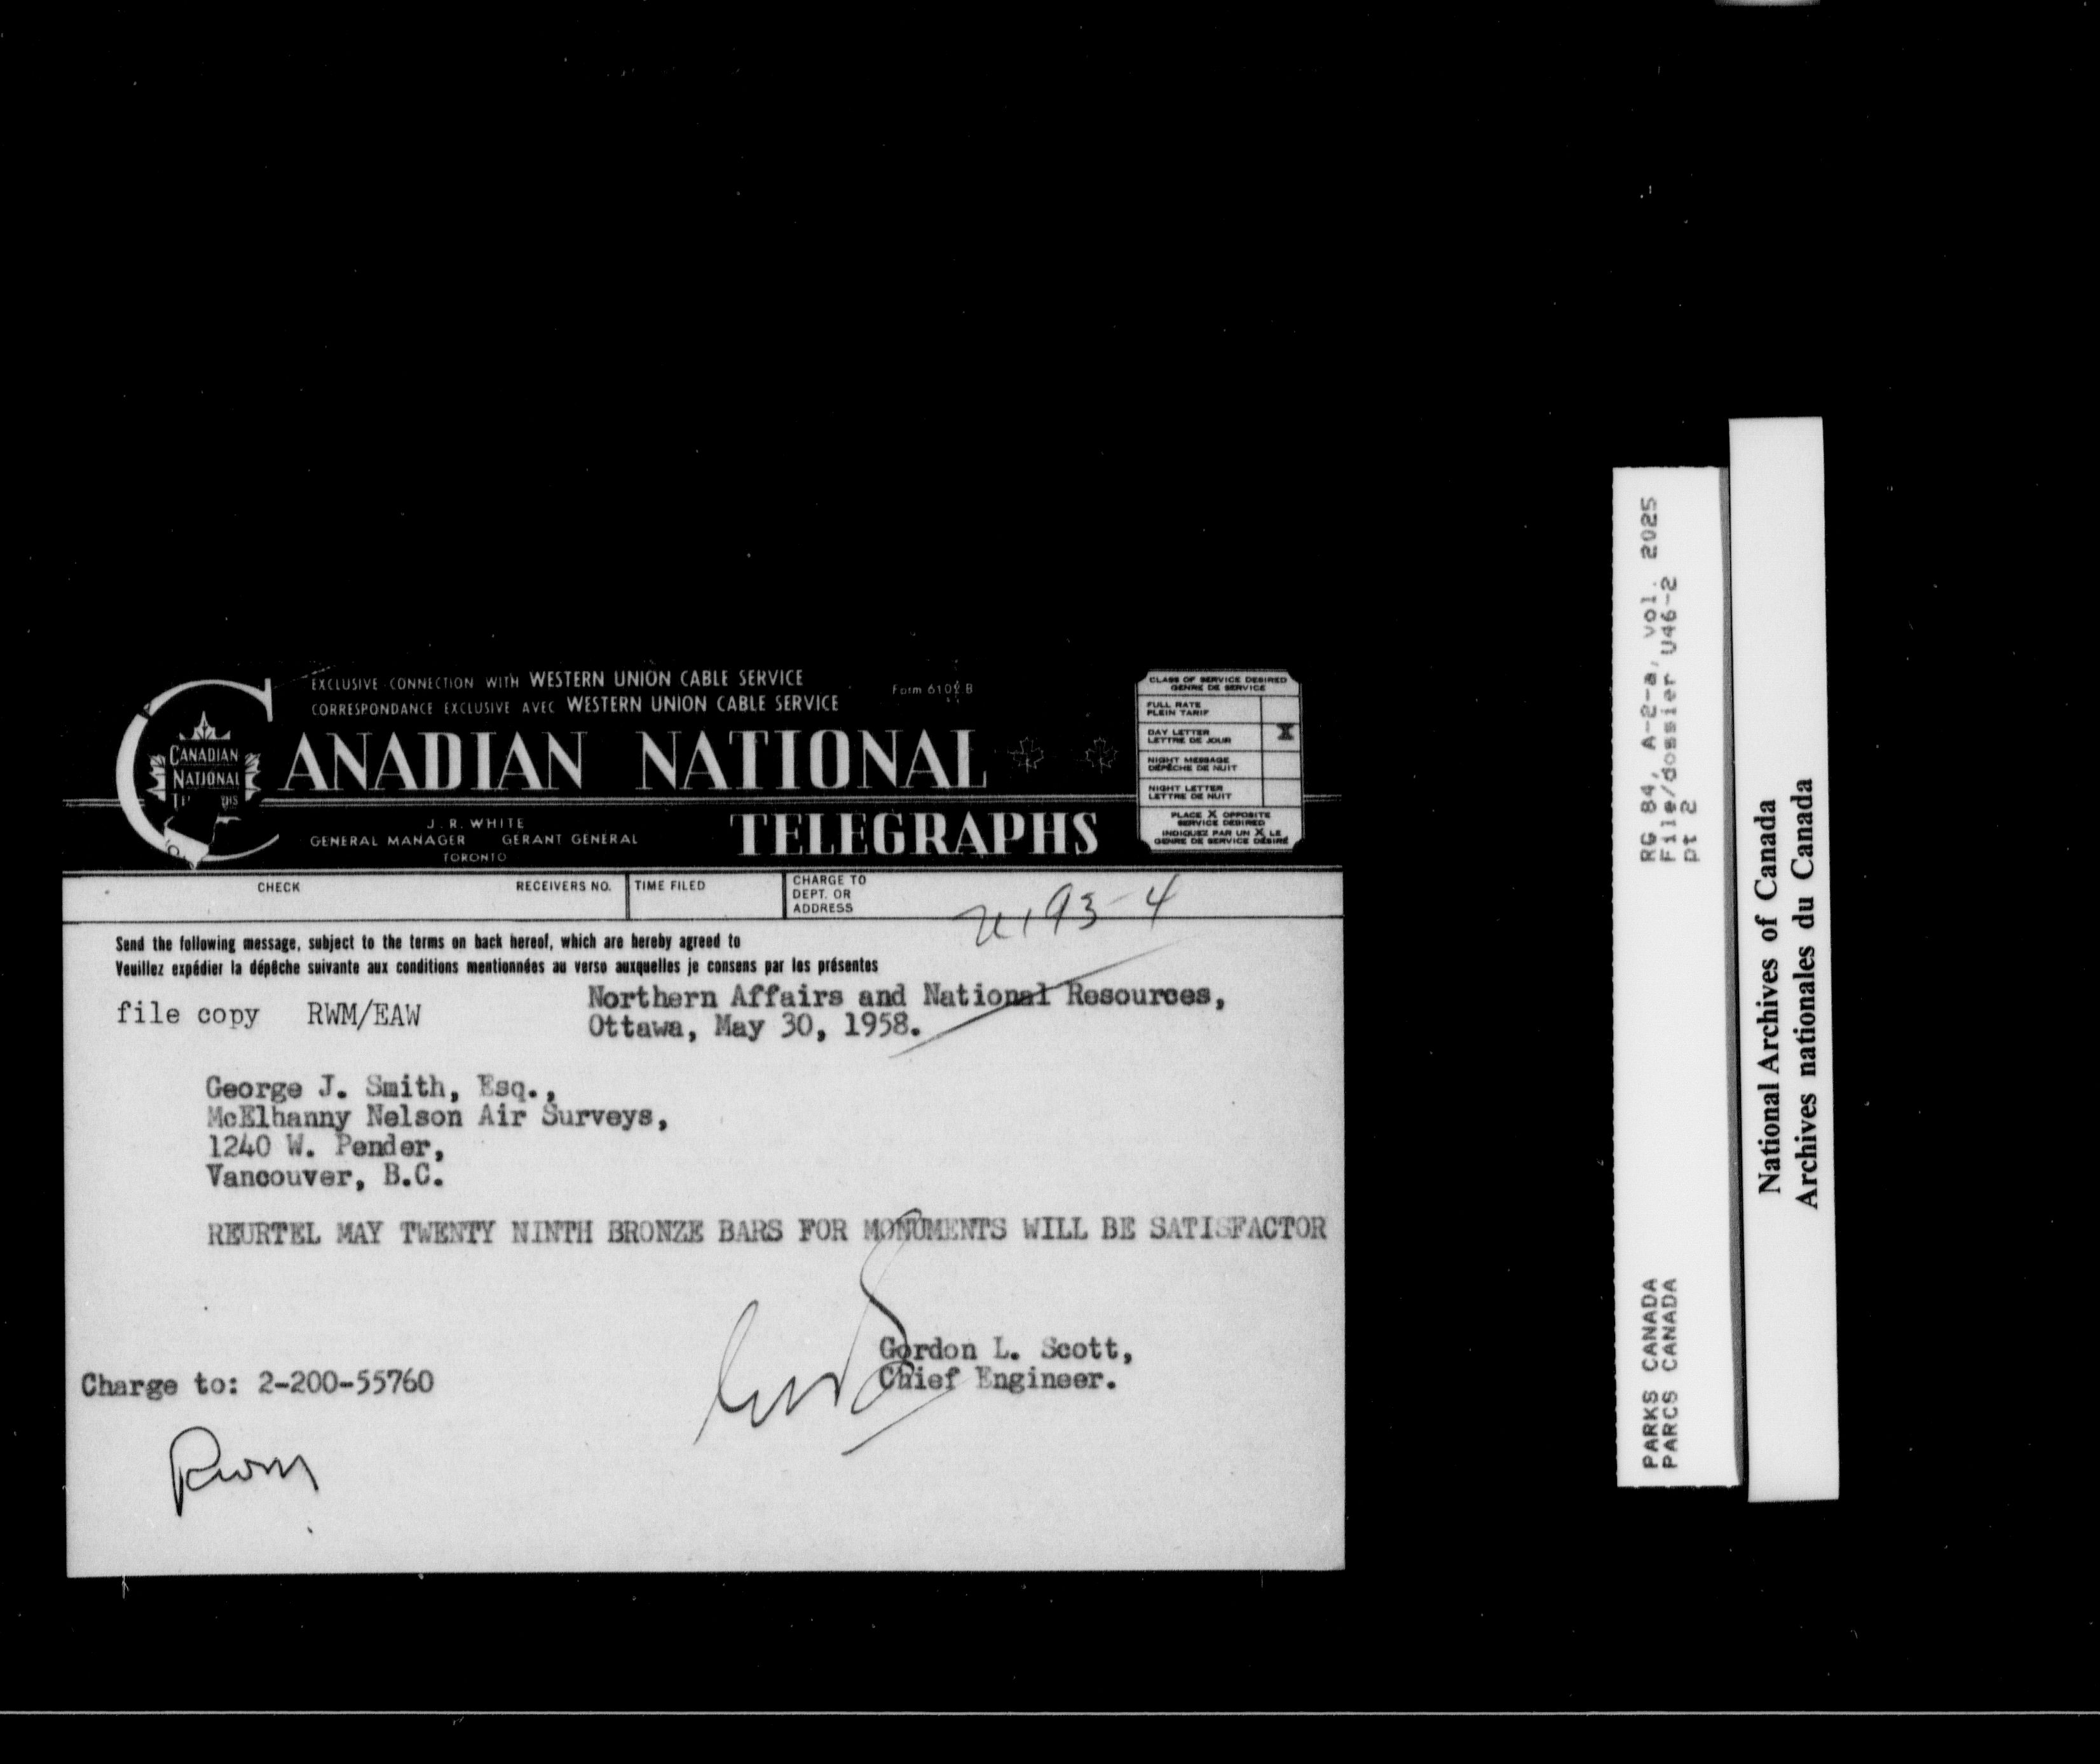 EXCLUSIVE CONNECTION WITH WESTERN UNION CABLE SERVICE
CORRESPONDANCE EXCLUSIVE AVEC WESTERN UNION CABLE SERVICE
Form 6102 B
CANADIAN NATIONAL
TELEGRAPHS
CANADIAN
NATIONAL
J. R. WHITE
GENERAL MANAGER GERANT GENERAL
TORONTO
CLASS OF SERVICE DESIRED
GENRE DE SERVICE
FULL RATE
PLEIN TARIF
DAY LETTER
LETTRE DE JOUR
X
NIGHT MESSAGE
DÉPÊCHE DE NUIT
NIGHT LETTER
LETTRE DE NUIT
PLACE X OPPOSITE
SERVICE DESIRED
INDIQUEZ PAR UN X LE
GENRE DE SERVICE DÉSIRÉ
CHECK RECEIVERS NO. TIME FILED
CHARGE TO
DEPT. OR
ADDRESS
193-4
Send the following message, subject to the terms on back hereof, which are hereby agreed to
Veuillez expédier la dépêche suivante aux conditions mentionnées au verso auxquelles je consens par les présentes
file copy RWM/EAW
Northern Affairs and National Resources,
Ottawa, May 30, 1958.
George J. Smith, Esq.,
McElhanny Nelson Air Surveys,
1240 W. Pender,
Vancouver, B.C.
REURTEL MAY TWENTY NINTH BRONZE BARS FOR MONUMENTS WILL BE SATISFACTOR
Gordon L. Scott,
Chief Engineer.
Charge to: 2-200-55760
RWM
RG 84, A-2-a, vol. 2025
File/dossier U46-2
pt 2
PARKS CANADA
PARCS CANADA
National Archives of Canada
Archives nationales du Canada